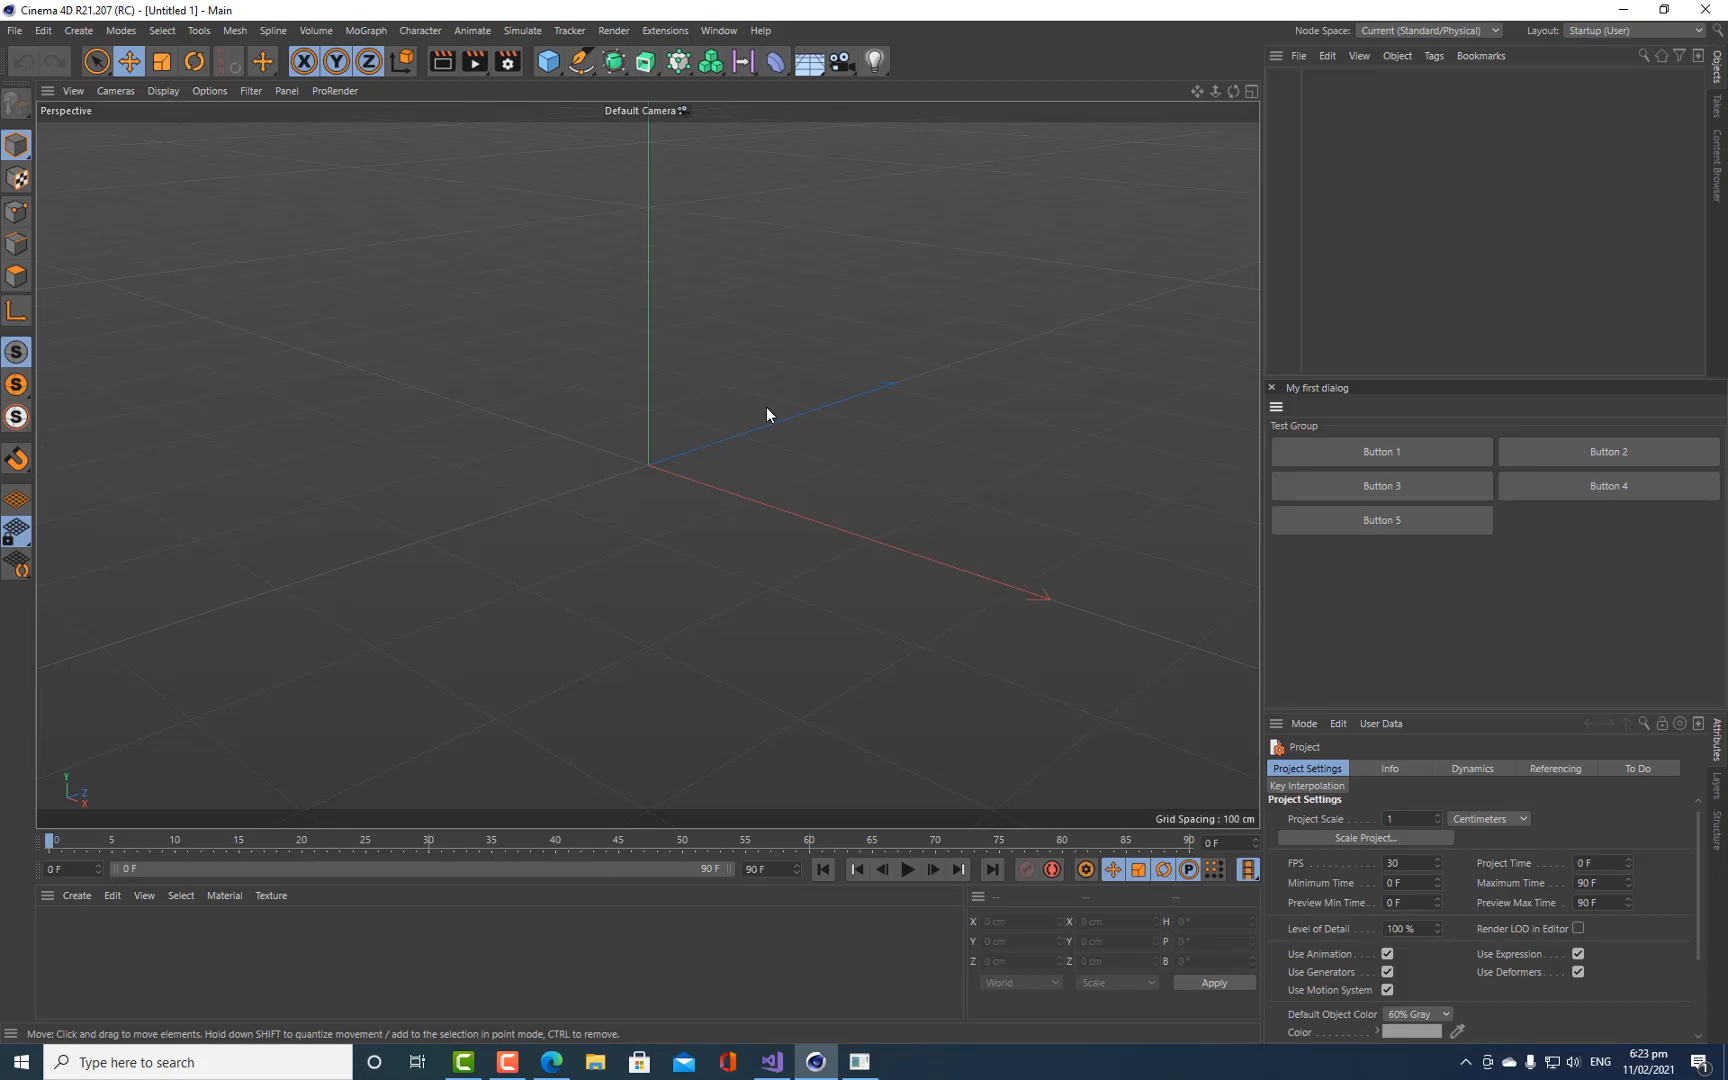 Cinema 4D R21.207 (RC) - [Untitled 1] - Main
File Edit Create Modes Select Tools Mesh Spline Volume MoGraph Character Animate Simulate Tracker Render Extensions Window Help
Node Space: Current (Standard/Physical) Layout: Startup (User)
File Edit View Object Tags Bookmarks
View Cameras Display Options Filter Panel ProRender
Perspective
Default Camera
Objects
Takes
Content Browser
My first dialog
Test Group
Button 1 Button 2
Button 3 Button 4
Button 5
Y
Z
X
Grid Spacing : 100 cm
Mode Edit User Data
Project
Project Settings Info Dynamics Referencing To Do
Key Interpolation
Project Settings
Project Scale . . . . . 1 Centimeters
Scale Project...
FPS 30 Project Time 0 F
Minimum Time 0 F Maximum Time 90 F
Preview Min Time 0 F Preview Max Time 90 F
Level of Detail 100 % Render LOD in Editor
Use Animation Use Expression
Use Generators Use Deformers
Use Motion System
Default Object Color 60% Gray
Color
Attributes
Layers
Structure
0 5 10 15 20 25 30 35 40 45 50 55 60 65 70 75 80 85 90 0 F
0 F 0 F 90 F 90 F
Create Edit View Select Material Texture
-- -- --
X 0 cm X 0 cm H 0 °
Y 0 cm Y 0 cm P 0 °
Z 0 cm Z 0 cm B 0 °
World Scale Apply
Move: Click and drag to move elements. Hold down SHIFT to quantize movement / add to the selection in point mode, CTRL to remove.
Type here to search
ENG
6:23 pm
11/02/2021